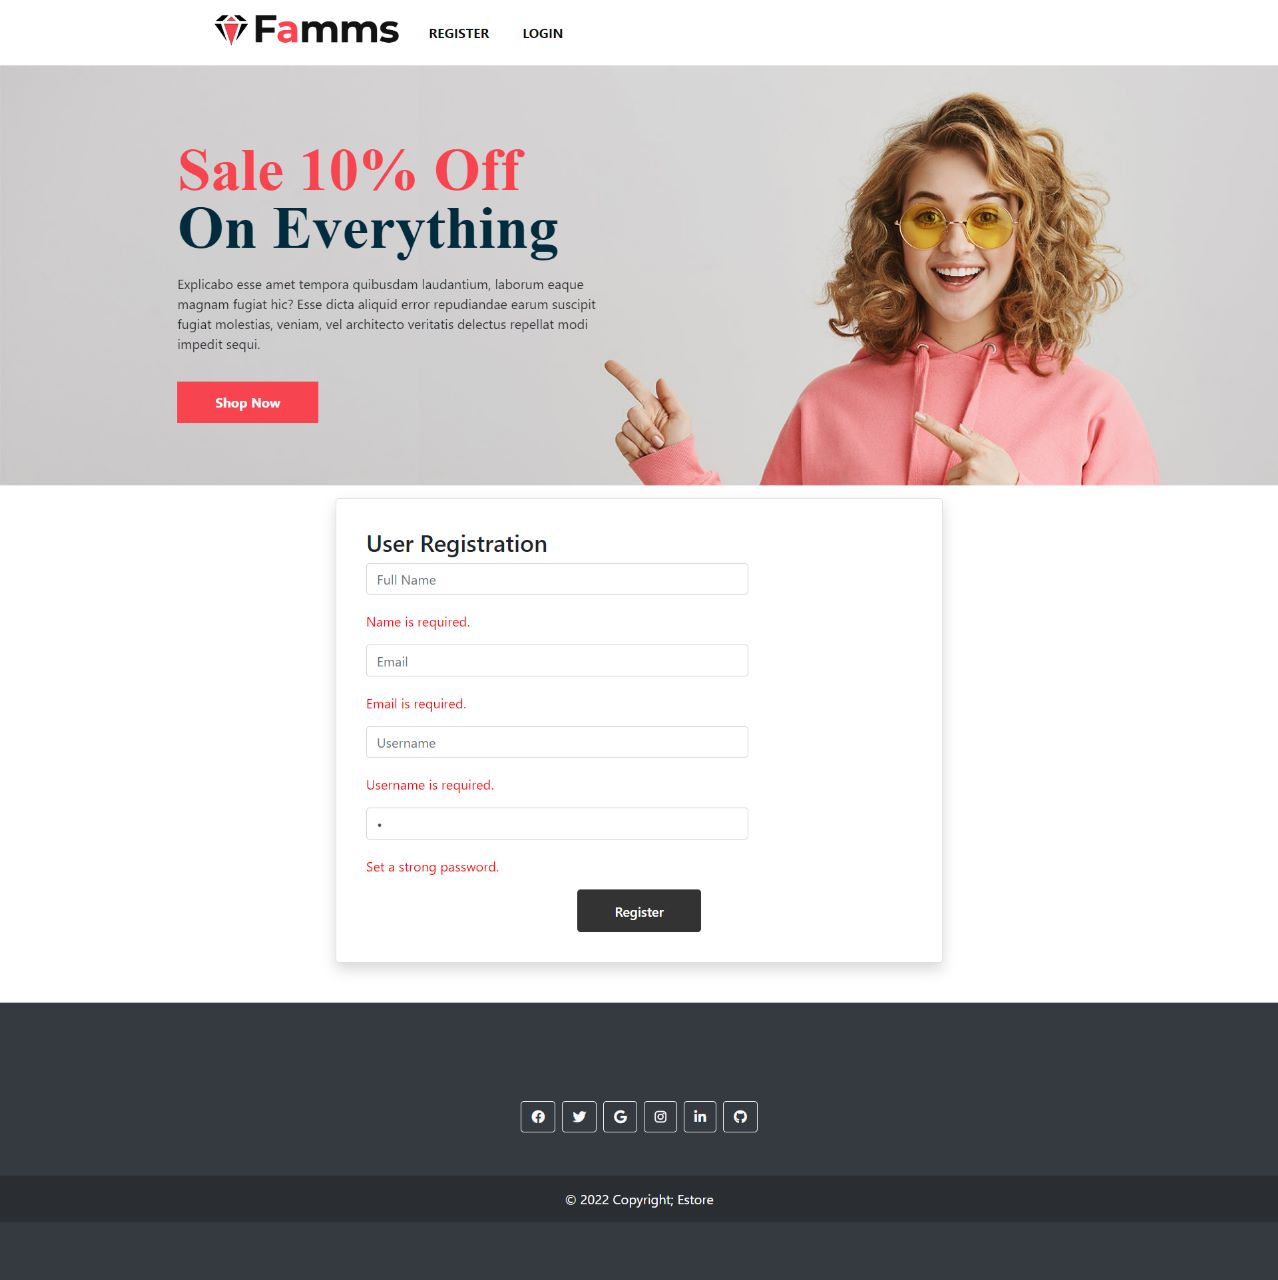 Famms
REGISTER
LOGIN
Sale 10% Off
On Everything
Explicabo esse amet tempora quibusdam laudantium, laborum eaque
magnam fugiat hic? Esse dicta aliquid error repudiandae earum suscipit
fugiat molestias, veniam, vel architecto veritatis delectus repellat modi
impedit sequi.
Shop Now
User Registration
Full Name
Name is required.
Email
Email is required.
Username
Username is required.
•
Set a strong password.
Register
© 2022 Copyright; Estore